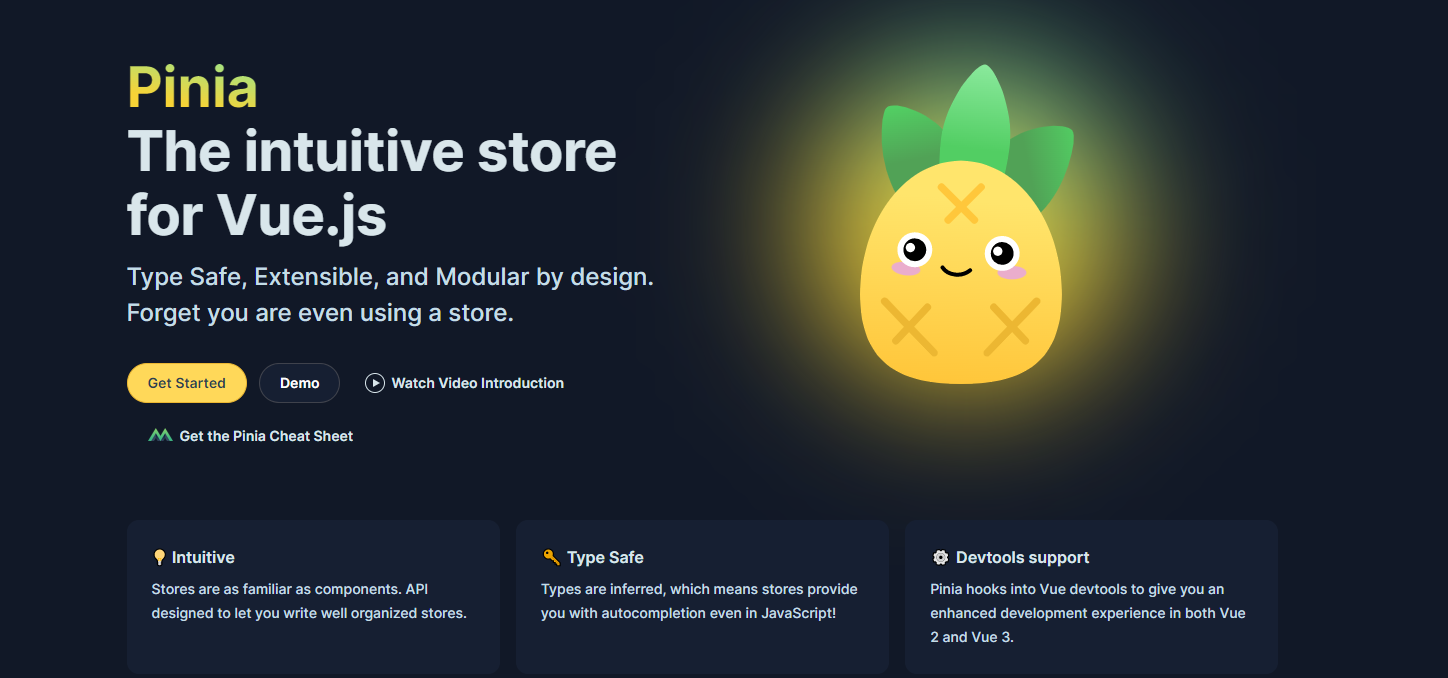 Pinia
The intuitive store
for Vue.js
Type Safe, Extensible, and Modular by design.
Forget you are even using a store.
Get Started
Demo
Watch Video Introduction
Get the Pinia Cheat Sheet
Intuitive
Stores are as familiar as components. API
designed to let you write well organized stores.
Type Safe
Types are inferred, which means stores provide
you with autocompletion even in JavaScript!
Devtools support
Pinia hooks into Vue devtools to give you an
enhanced development experience in both Vue
2 and Vue 3.